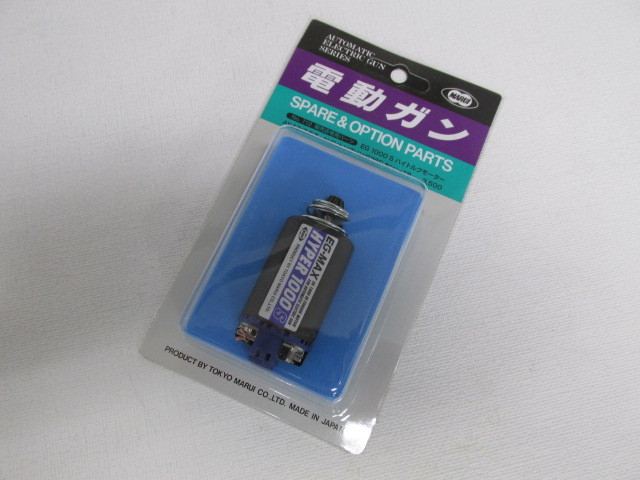 AUTOMATIC
ELECTRIC GUN
SERIES
MARUI
電動ガン
SPARE & OPTION PARTS
EG 1000 S ハイトルクモーター
EG-MAX
HYPER 1000 S
PRODUCT BY TOKYO MARUI CO.,LTD. MADE IN JAPAN